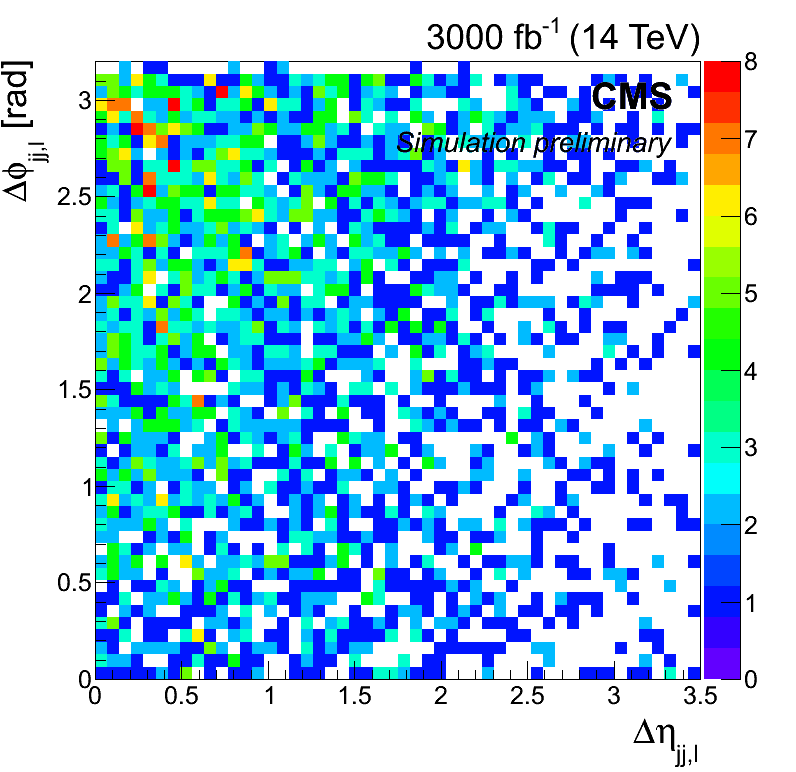 3000 fb-1 (14 TeV)
CMS
Simulation preliminary
Δφjj,l [rad]
3
2.5
2
1.5
1
0.5
0
0 0.5 1 1.5 2 2.5 3 3.5
Δηjj,l
8
7
6
5
4
3
2
1
0